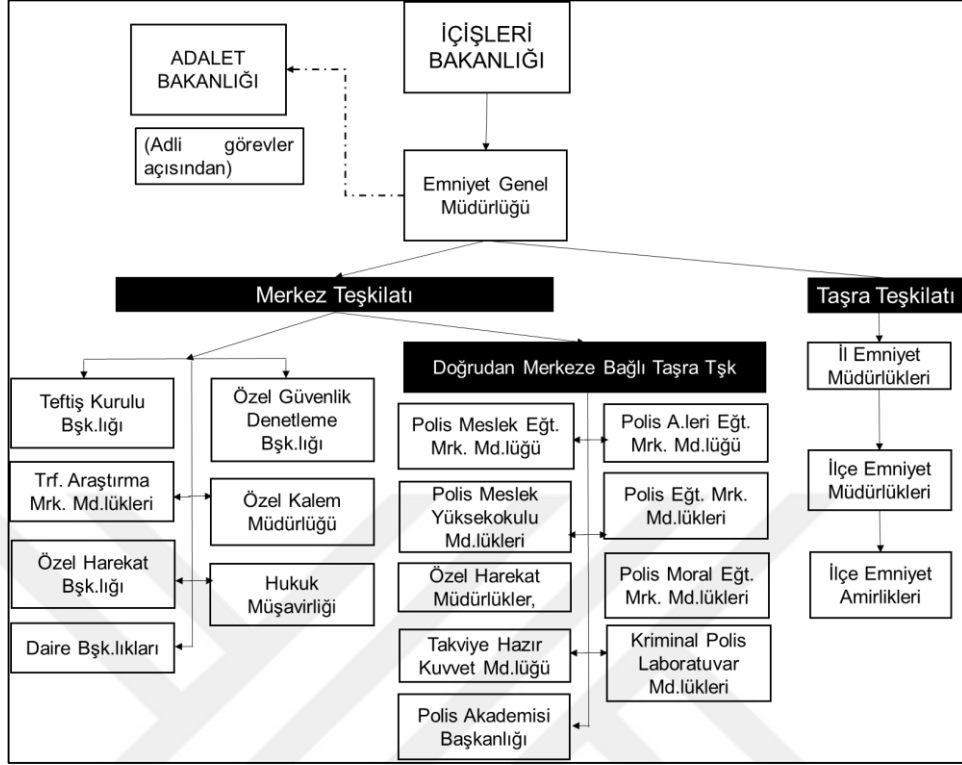 İÇİŞLERİ
BAKANLIĞI
ADALET
BAKANLIĞI
(Adli görevler
açısından)
Emniyet Genel
Müdürlüğü
Merkez Teşkilatı
Taşra Teşkilatı
Teftiş Kurulu
Bşk.lığı
Özel Güvenlik
Denetleme
Bşk.lığı
Trf. Araştırma
Mrk. Md.lükleri
Özel Kalem
Müdürlüğü
Özel Harekat
Bşk.lığı
Hukuk
Müşavirliği
Daire Bşk.lıkları
Doğrudan Merkeze Bağlı Taşra Tşk
Polis Meslek Eğt.
Mrk. Md.lüğü
Polis A.leri Eğt.
Mrk. Md.lüğü
Polis Meslek
Yüksekokulu
Md.lükleri
Polis Eğt. Mrk.
Md.lükleri
Özel Harekat
Müdürlükler,
Polis Moral Eğt.
Mrk. Md.lükleri
Takviye Hazır
Kuvvet Md.lüğü
Kriminal Polis
Laboratuvar
Md.lükleri
Polis Akademisi
Başkanlığı
İl Emniyet
Müdürlükleri
İlçe Emniyet
Müdürlükleri
İlçe Emniyet
Amirlikleri